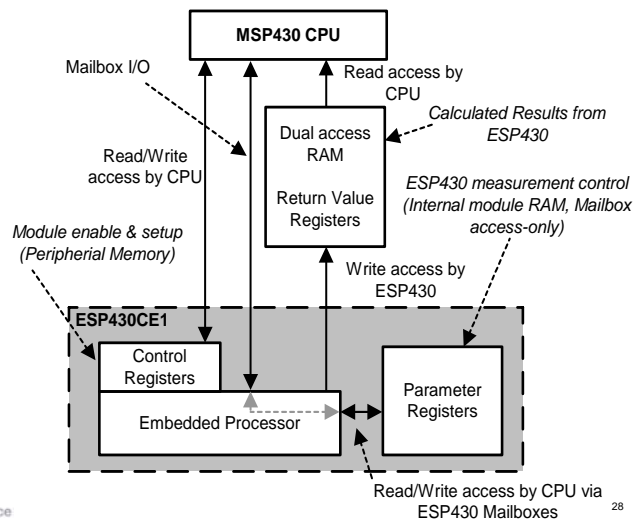 MSP430 CPU
Mailbox I/O
Read access by
CPU
Calculated Results from
ESP430
Dual access
RAM
Return Value
Registers
Read/Write
access by CPU
ESP430 measurement control
(Internal module RAM, Mailbox
access-only)
Module enable & setup
(Peripherial Memory)
Write access by
ESP430
ESP430CE1
Control
Registers
Embedded Processor
Parameter
Registers
Read/Write access by CPU via
ESP430 Mailboxes
28